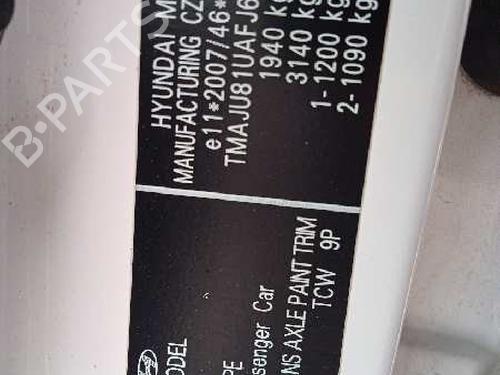 HYUNDAI M
MANUFACTURING CZ
e11*2007/46*
TMAJU81UAFJ6
1940 kg
3140 kg
1- 1200 kg
2- 1090 kg
ODEL
PE
senger Car
NS AXLE PAINT TRIM
TCW 9P